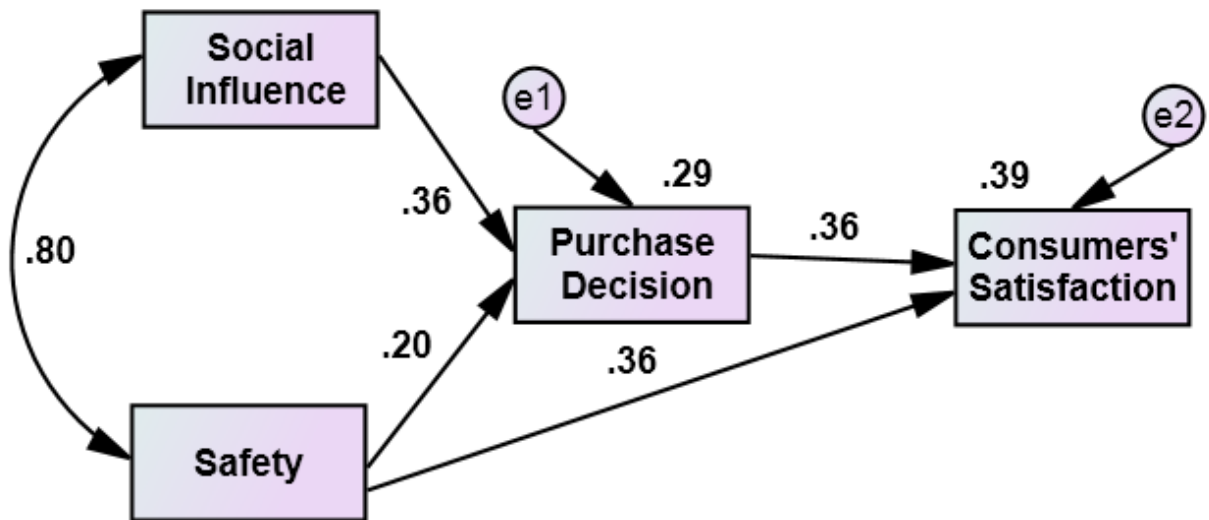 Social
Influence
e1
e2
.29
.39
.36
Purchase
Decision
.36
Consumers'
Satisfaction
.80
.20
.36
Safety